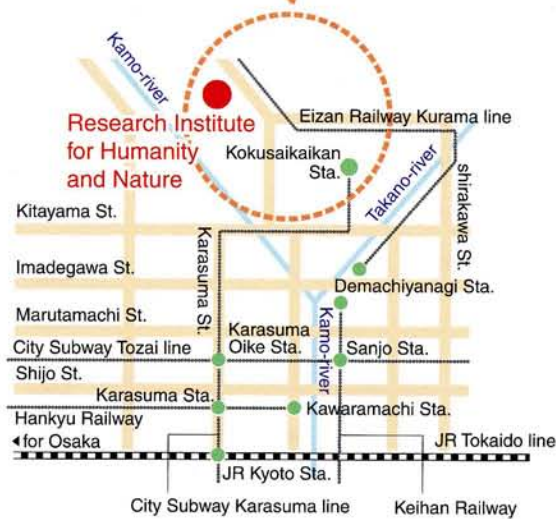 Kamo-river
Eizan Railway Kurama line
Research Institute
for Humanity
and Nature
Kokusaikaikan
Sta.
Takano-river
shirakawa St.
Kitayama St.
Karasuma St.
Imadegawa St.
Demachiyanagi Sta.
Marutamachi St.
Karasuma
Oike Sta.
Kamo-river
City Subway Tozai line
Sanjo Sta.
Shijo St.
Karasuma Sta.
Kawaramachi Sta.
Hankyu Railway
for Osaka
JR Tokaido line
JR Kyoto Sta.
City Subway Karasuma line
Keihan Railway